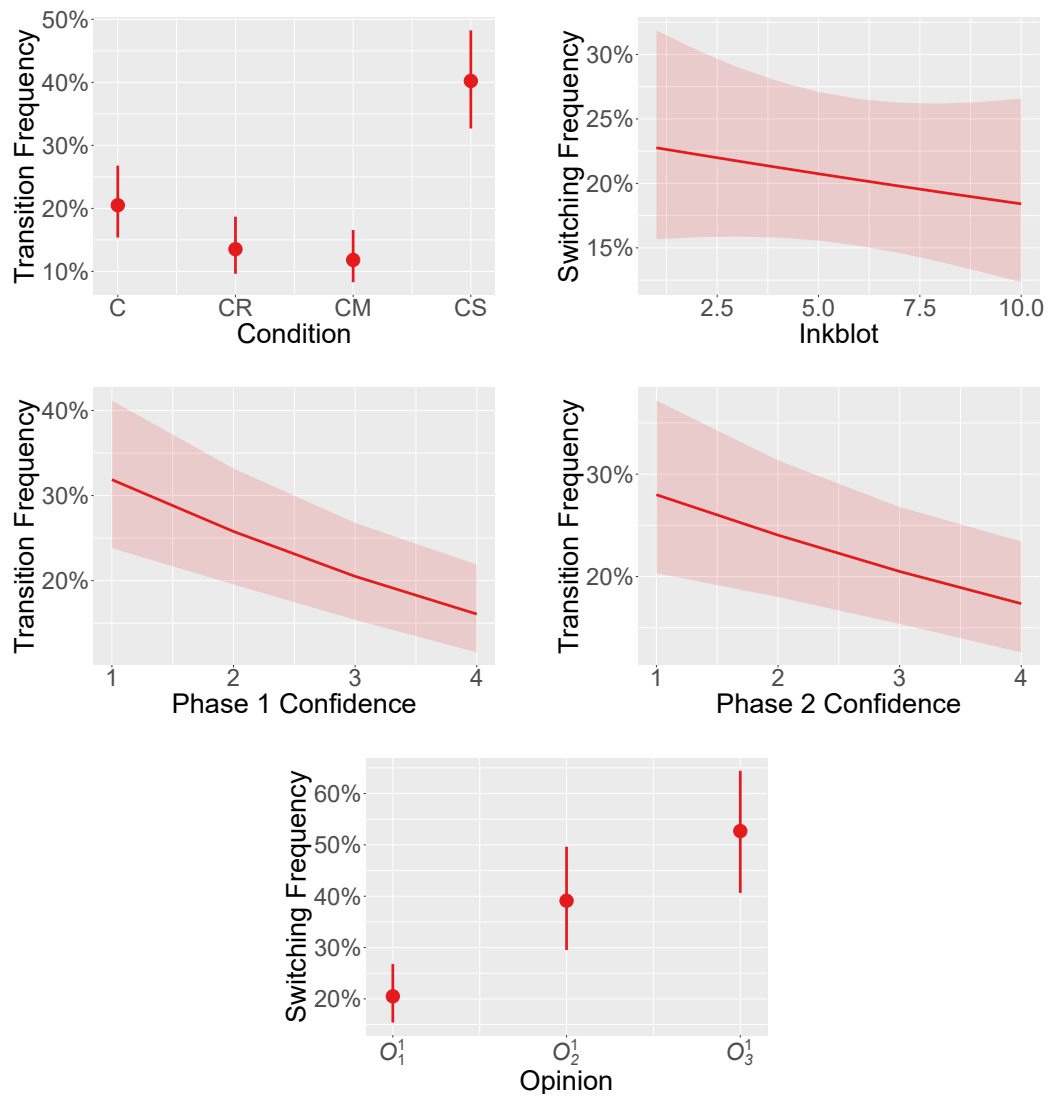 Transition Frequency
50%
40%
30%
20%
10%
C CR CM CS
Condition
Switching Frequency
30%
25%
20%
15%
2.5 5.0 7.5 10.0
Inkblot
Transition Frequency
40%
30%
20%
1 2 3 4
Phase 1 Confidence
Transition Frequency
30%
20%
1 2 3 4
Phase 2 Confidence
Switching Frequency
60%
50%
40%
30%
20%
O₁¹ O₂¹ O₃¹
Opinion